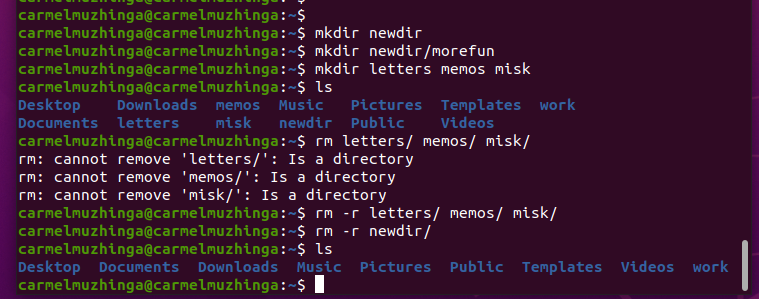 carmelmuzhinga@carmelmuzhinga:~$
carmelmuzhinga@carmelmuzhinga:~$ mkdir newdir
carmelmuzhinga@carmelmuzhinga:~$ mkdir newdir/morefun
carmelmuzhinga@carmelmuzhinga:~$ mkdir letters memos misk
carmelmuzhinga@carmelmuzhinga:~$ ls
Desktop    Downloads  memos  Music   Pictures  Templates  work
Documents  letters    misk   newdir  Public    Videos
carmelmuzhinga@carmelmuzhinga:~$ rm letters/ memos/ misk/
rm: cannot remove 'letters/': Is a directory
rm: cannot remove 'memos/': Is a directory
rm: cannot remove 'misk/': Is a directory
carmelmuzhinga@carmelmuzhinga:~$ rm -r letters/ memos/ misk/
carmelmuzhinga@carmelmuzhinga:~$ rm -r newdir/
carmelmuzhinga@carmelmuzhinga:~$ ls
Desktop  Documents  Downloads  Music  Pictures  Public  Templates  Videos  work
carmelmuzhinga@carmelmuzhinga:~$